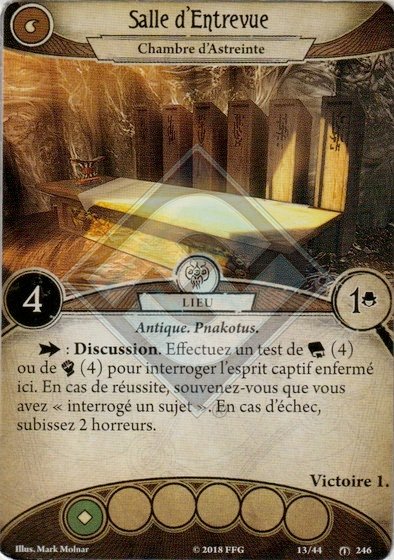 Salle d'Entrevue
Chambre d'Astreinte
4
LIEU
1
Antique. Pnakotus.
: Discussion. Effectuez un test de (4)
ou de (4) pour interroger l'esprit captif enfermé
ici. En cas de réussite, souvenez-vous que vous
avez « interrogé un sujet ». En cas d'échec,
subissez 2 horreurs.
Victoire 1.
Illus. Mark Molnar
© 2018 FFG
13/44
246